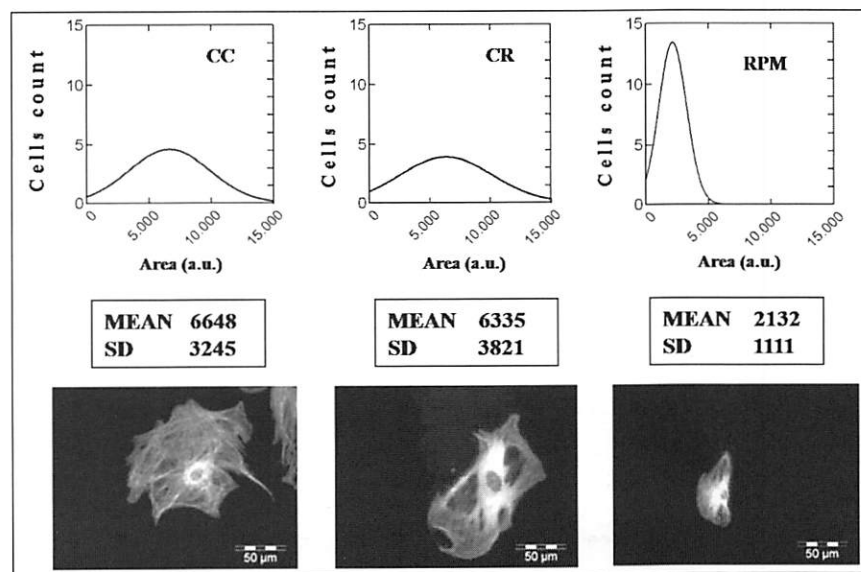 15
10
5
0
Cells count
CC
0
5.000
10.000
15.000
Area (a.u.)
15
10
5
0
Cells count
CR
0
5.000
10.000
15.000
Area (a.u.)
15
10
5
0
Cells count
RPM
0
5.000
10.000
15.000
Area (a.u.)
MEAN 6648
SD 3245
MEAN 6335
SD 3821
MEAN 2132
SD 1111
50 µm
50 µm
50 µm